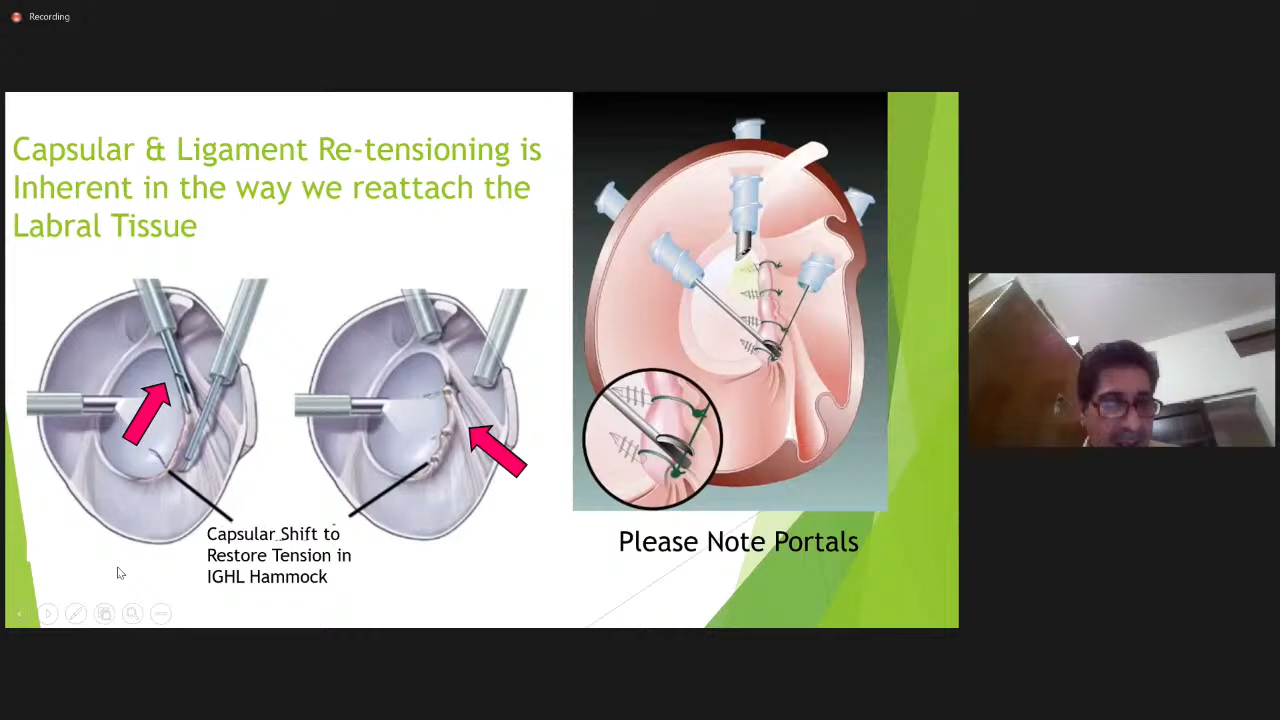 Recording
Capsular & Ligament Re-tensioning is
Inherent in the way we reattach the
Labral Tissue
Capsular Shift to
Restore Tension in
IGHL Hammock
Please Note Portals